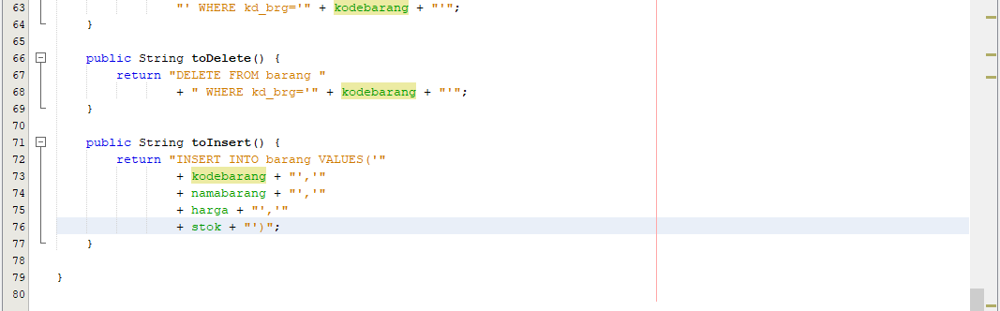 63 "' WHERE kd_brg='" + kodebarang + "'";
64 }
65
66 public String toDelete() {
67 return "DELETE FROM barang "
68 + " WHERE kd_brg='" + kodebarang + "'";
69 }
70
71 public String toInsert() {
72 return "INSERT INTO barang VALUES('"
73 + kodebarang + "','"
74 + namabarang + "','"
75 + harga + "','"
76 + stok + "')";
77 }
78
79 }
80